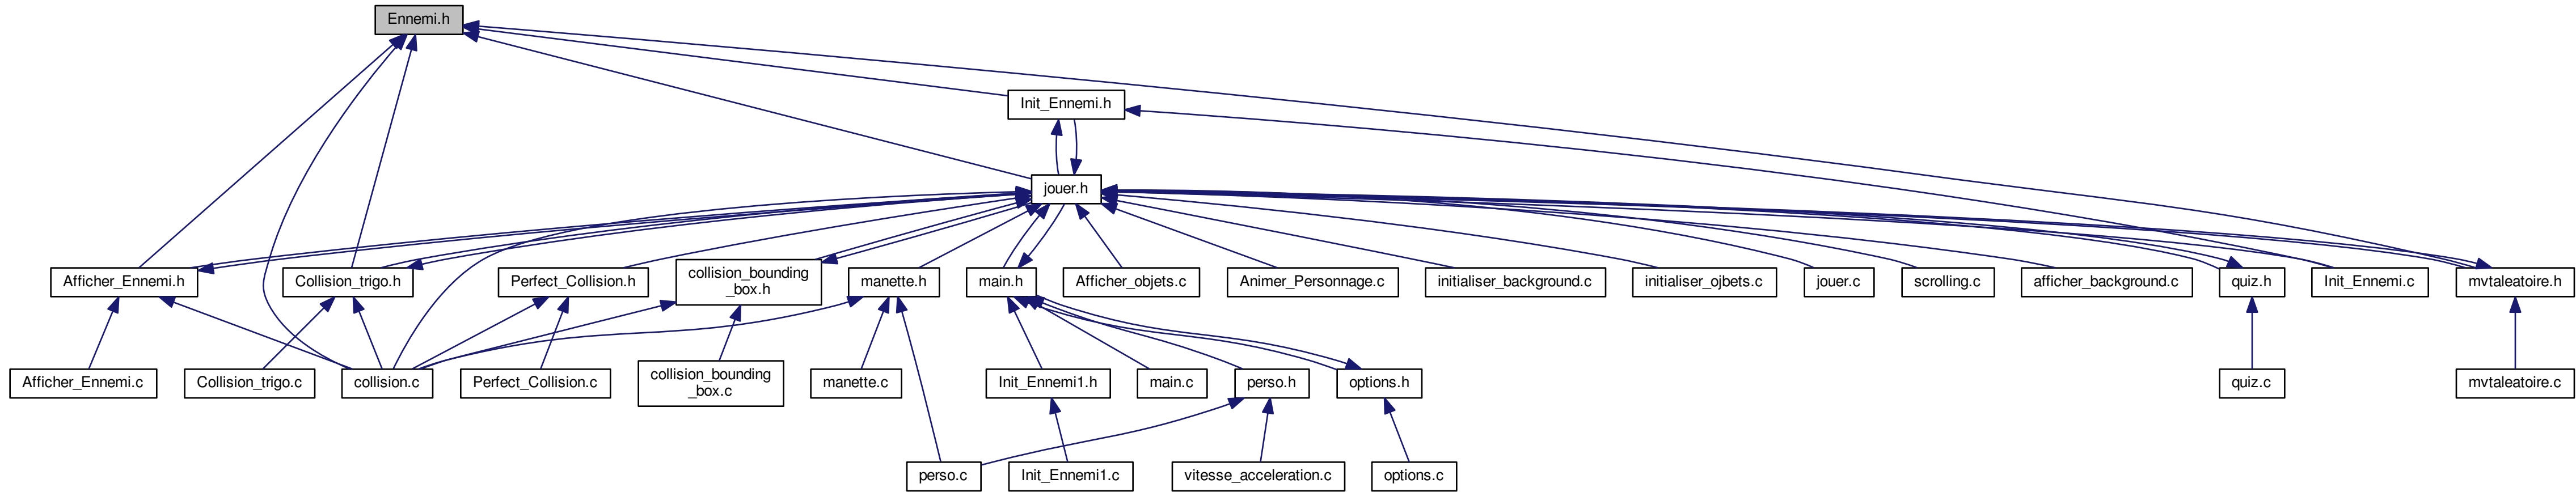 Ennemi.h
Init_Ennemi.h
jouer.h
Afficher_Ennemi.h
Collision_trigo.h
Perfect_Collision.h
collision_bounding
_box.h
manette.h
main.h
Afficher_objets.c
Animer_Personnage.c
initialiser_background.c
initialiser_ojbets.c
jouer.c
scrolling.c
afficher_background.c
quiz.h
Init_Ennemi.c
mvtaleatoire.h
Afficher_Ennemi.c
Collision_trigo.c
collision.c
Perfect_Collision.c
collision_bounding
_box.c
manette.c
Init_Ennemi1.h
main.c
perso.h
options.h
quiz.c
mvtaleatoire.c
perso.c
Init_Ennemi1.c
vitesse_acceleration.c
options.c